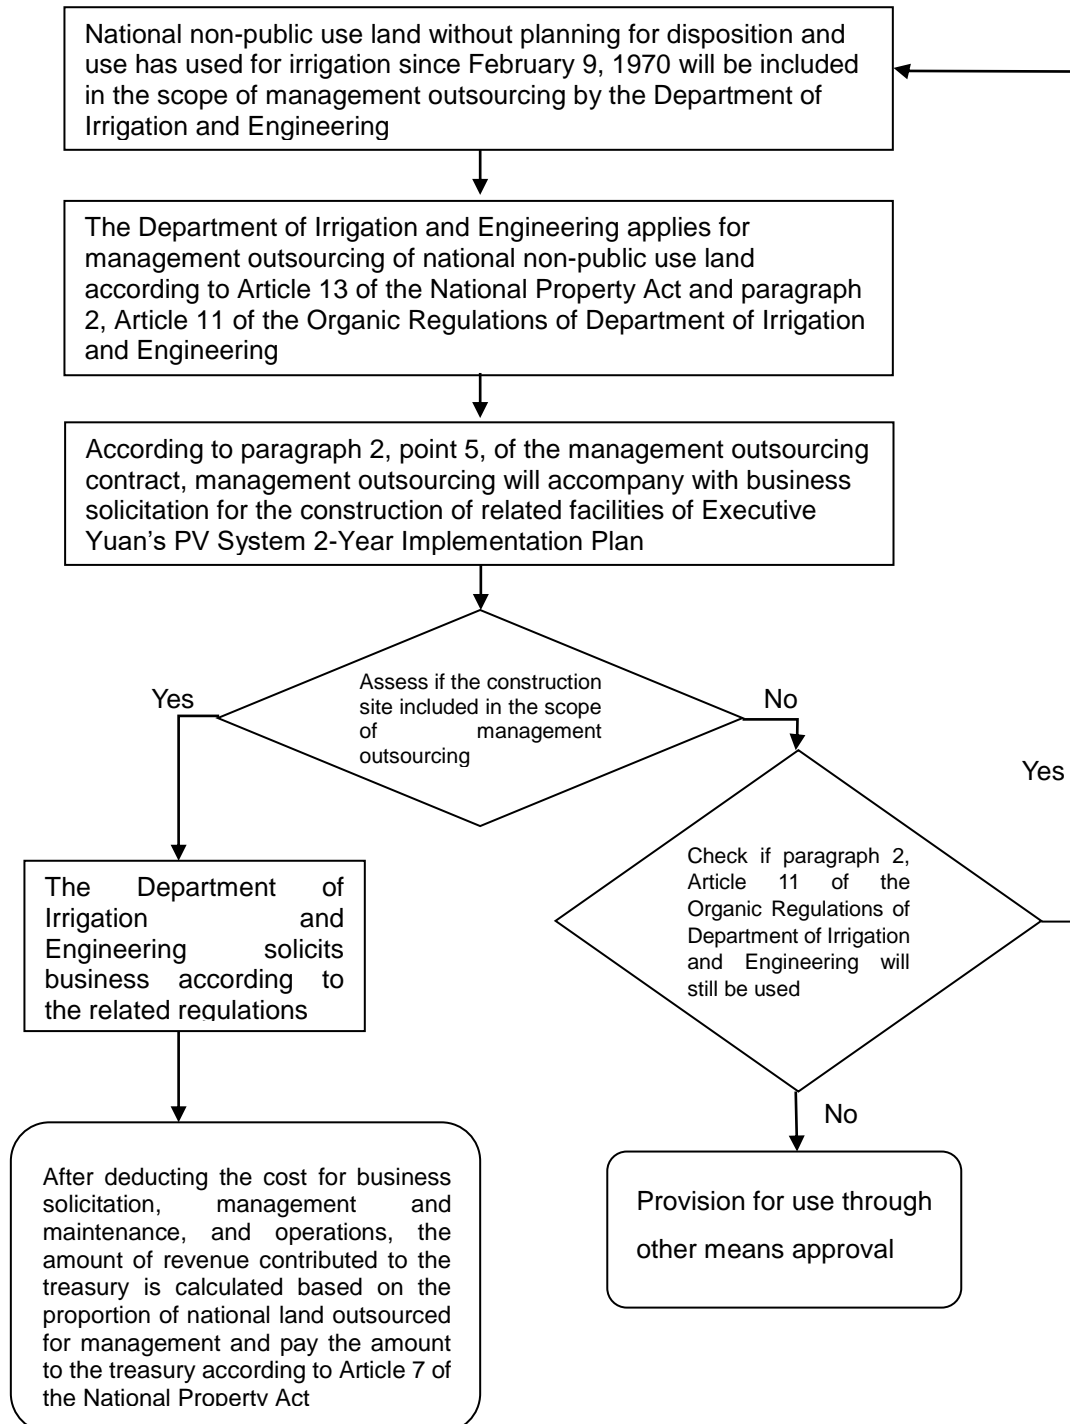 National non-public use land without planning for disposition and
use has used for irrigation since February 9, 1970 will be included
in the scope of management outsourcing by the Department of
Irrigation and Engineering
The Department of Irrigation and Engineering applies for
management outsourcing of national non-public use land
according to Article 13 of the National Property Act and paragraph
2, Article 11 of the Organic Regulations of Department of Irrigation
and Engineering
According to paragraph 2, point 5, of the management outsourcing
contract, management outsourcing will accompany with business
solicitation for the construction of related facilities of Executive
Yuan’s PV System 2-Year Implementation Plan
Assess if the construction
site included in the scope
of management
outsourcing
Yes
No
Yes
Check if paragraph 2,
Article 11 of the
Organic Regulations of
Department of Irrigation
and Engineering will
still be used
The Department of
Irrigation and
Engineering solicits
business according to
the related regulations
No
After deducting the cost for business
solicitation, management and
maintenance, and operations, the
amount of revenue contributed to the
treasury is calculated based on the
proportion of national land outsourced
for management and pay the amount
to the treasury according to Article 7 of
the National Property Act
Provision for use through
other means approval